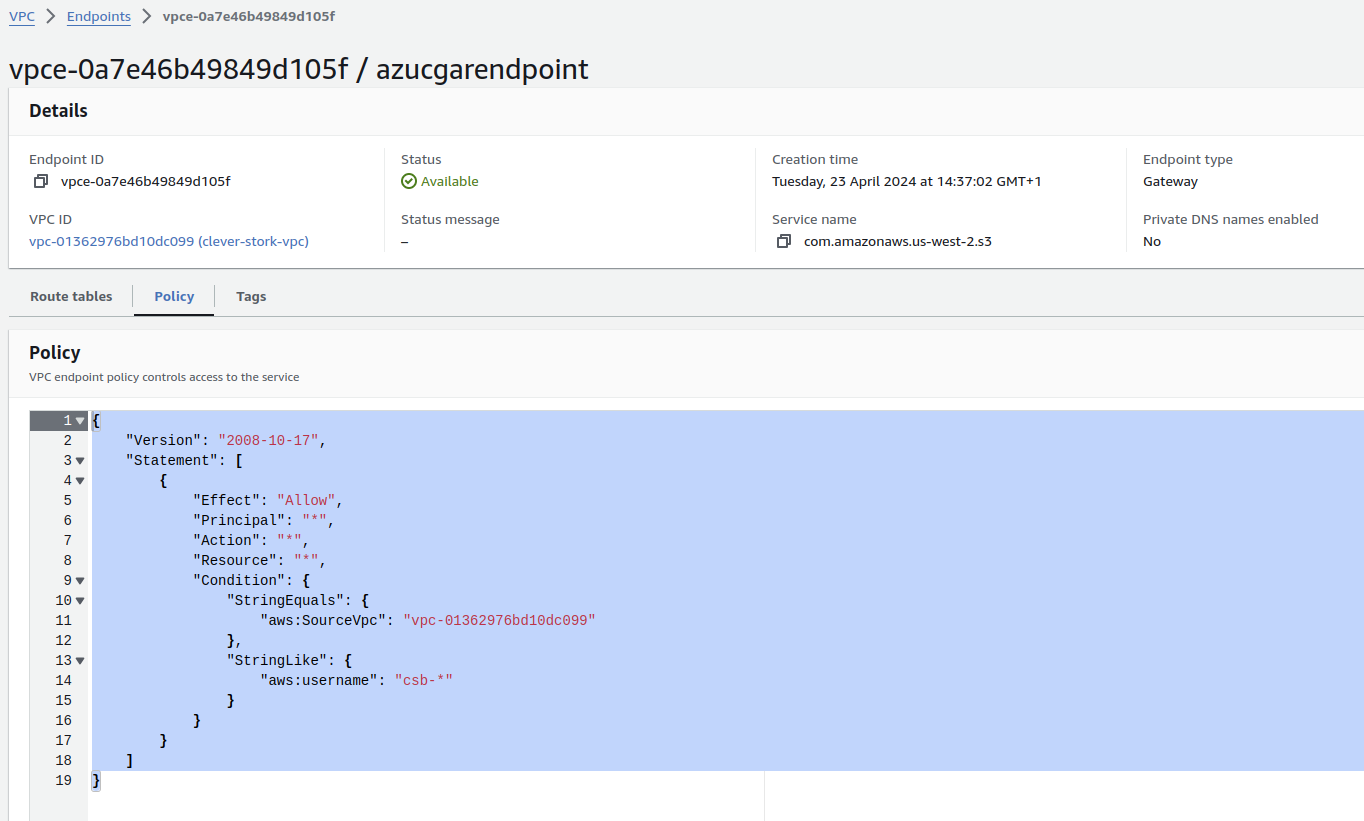 VPC > Endpoints > vpce-0a7e46b49849d105f
vpce-0a7e46b49849d105f / azucgarendpoint
Details
Endpoint ID
vpce-0a7e46b49849d105f
Status
Available
Creation time
Tuesday, 23 April 2024 at 14:37:02 GMT+1
Endpoint type
Gateway
VPC ID
vpc-01362976bd10dc099 (clever-stork-vpc)
Status message
–
Service name
com.amazonaws.us-west-2.s3
Private DNS names enabled
No
Route tables
Policy
Tags
Policy
VPC endpoint policy controls access to the service
1 {
2     "Version": "2008-10-17",
3     "Statement": [
4         {
5             "Effect": "Allow",
6             "Principal": "*",
7             "Action": "*",
8             "Resource": "*",
9             "Condition": {
10                 "StringEquals": {
11                     "aws:SourceVpc": "vpc-01362976bd10dc099"
12                 },
13                 "StringLike": {
14                     "aws:username": "csb-*"
15                 }
16             }
17         }
18     ]
19 }